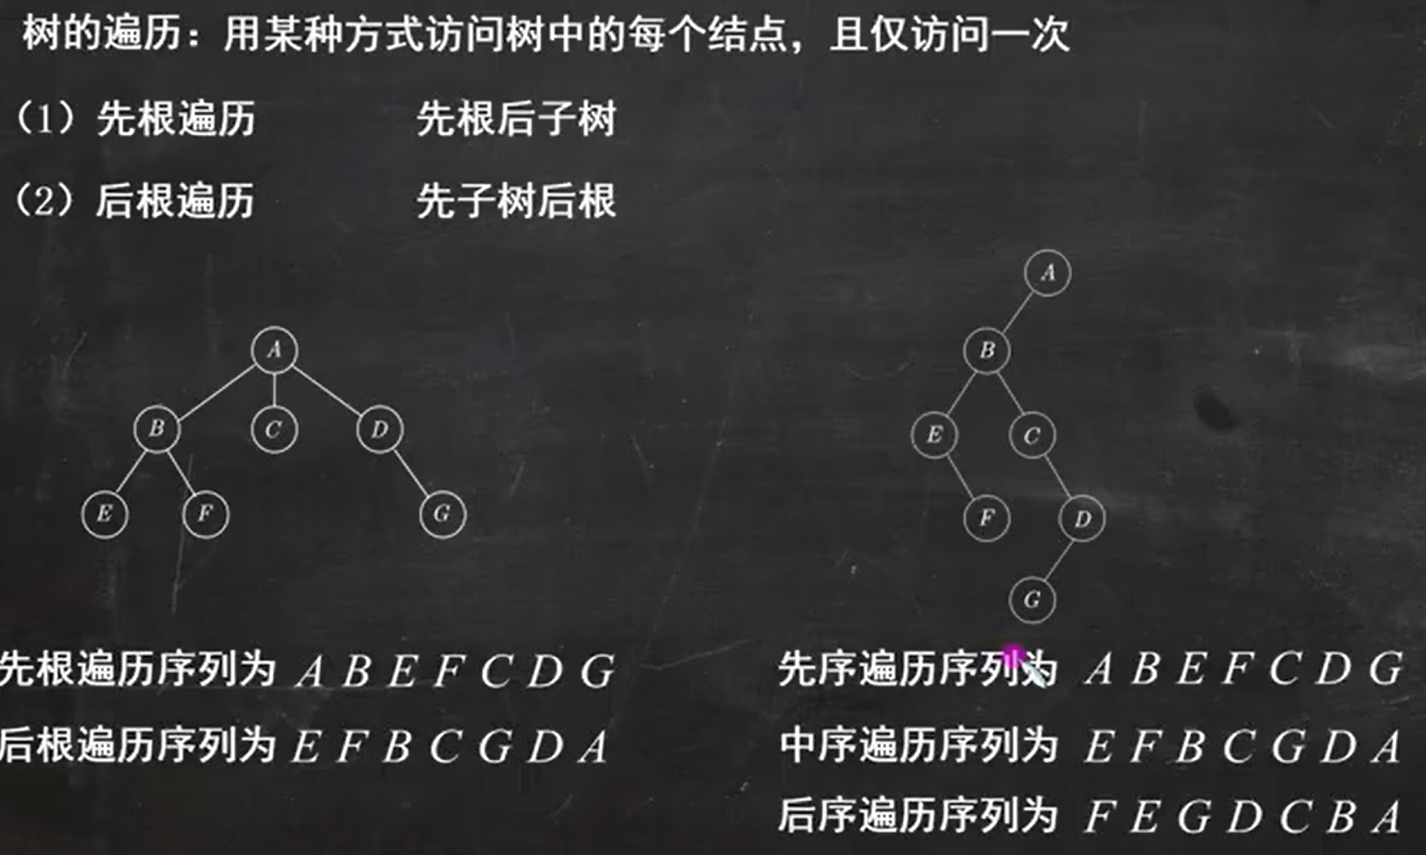 树的遍历：用某种方式访问树中的每个结点，且仅访问一次
（1）先根遍历 先根后子树
（2）后根遍历 先子树后根
A
B C D
E F G
A
B
E C
F D
G
先根遍历序列为 A B E F C D G
后根遍历序列为 E F B C G D A
先序遍历序列为 A B E F C D G
中序遍历序列为 E F B C G D A
后序遍历序列为 F E G D C B A